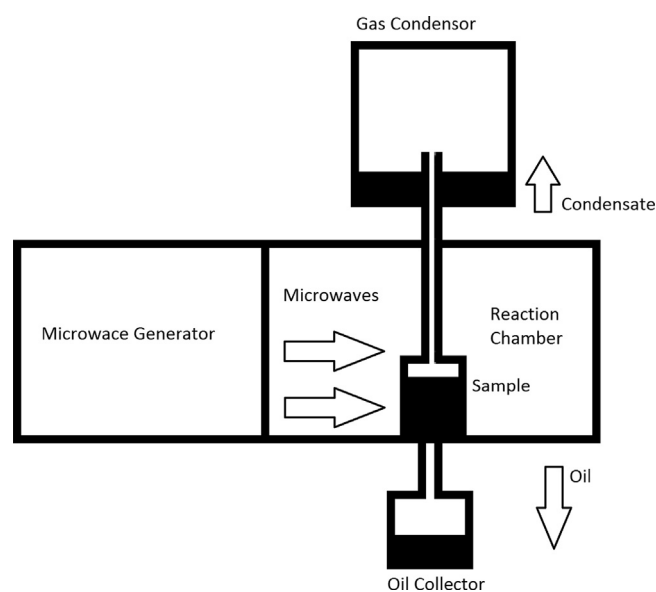 Gas Condensor
Condensate
Microwaves
Microwace Generator
Reaction
Chamber
Sample
Oil
Oil Collector